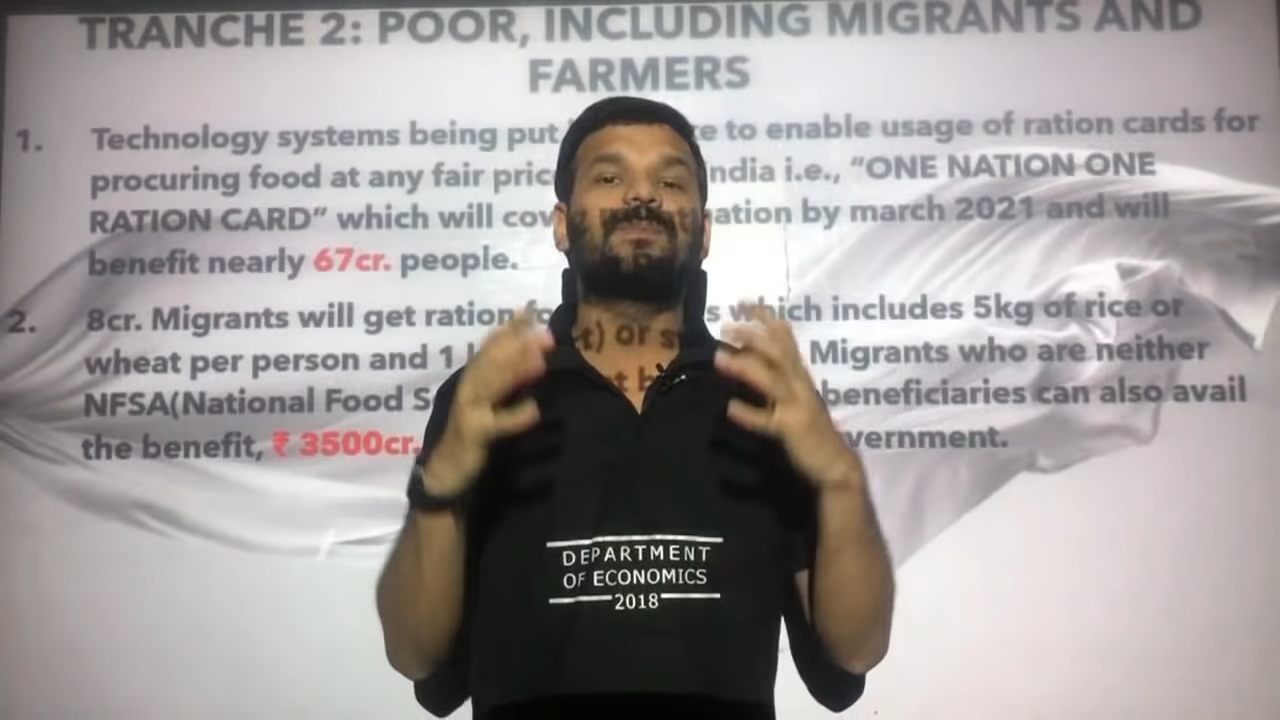 TRANCHE 2: POOR, INCLUDING MIGRANTS AND
FARMERS
1. Technology systems being put to enable usage of ration cards for
procuring food at any fair India i.e., “ONE NATION ONE
RATION CARD” which will by march 2021 and will
benefit nearly 67cr. people.
2. 8cr. Migrants will get ration which includes 5kg of rice or
wheat per person and 1 Migrants who are neither
NFSA(National Food beneficiaries can also avail
the benefit, ₹ 3500cr.
DEPARTMENT
OF ECONOMICS
2018